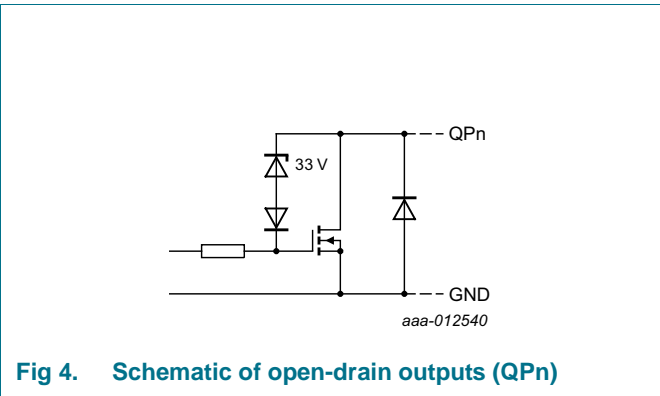 QPn
33 V
GND
aaa-012540
Fig 4. Schematic of open-drain outputs (QPn)